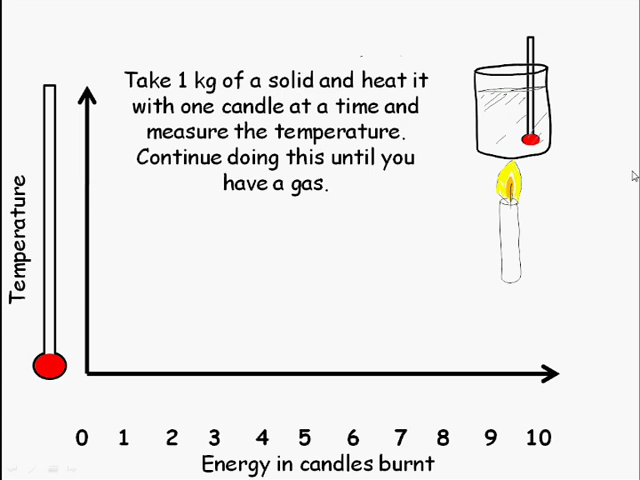 Take 1 kg of a solid and heat it
with one candle at a time and
measure the temperature.
Continue doing this until you
have a gas.
Temperature
0 1 2 3 4 5 6 7 8 9 10
Energy in candles burnt